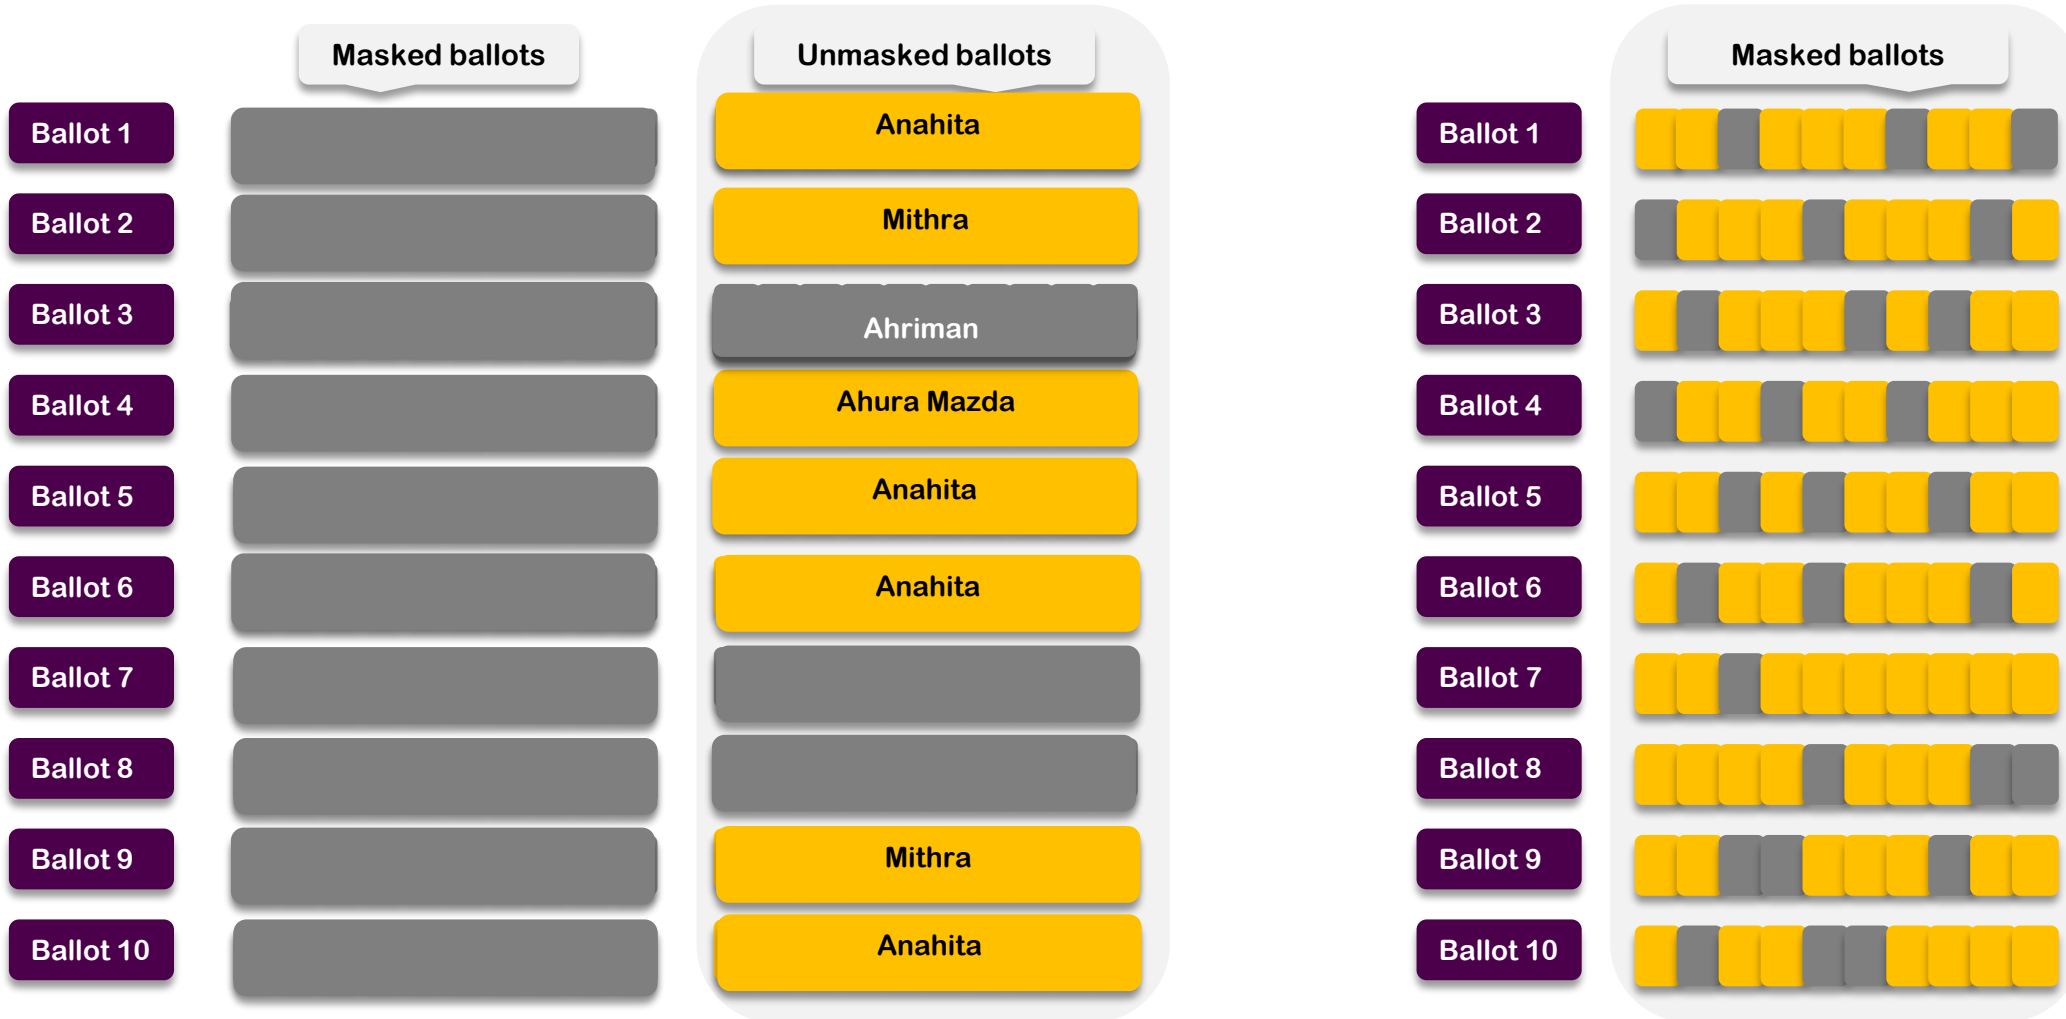 Masked ballots
Unmasked ballots
Masked ballots
Ballot 1
Anahita
Ballot 1
Ballot 2
Mithra
Ballot 2
Ballot 3
Ahriman
Ballot 3
Ballot 4
Ahura Mazda
Ballot 4
Ballot 5
Anahita
Ballot 5
Ballot 6
Anahita
Ballot 6
Ballot 7
Ballot 7
Ballot 8
Ballot 8
Ballot 9
Mithra
Ballot 9
Ballot 10
Anahita
Ballot 10